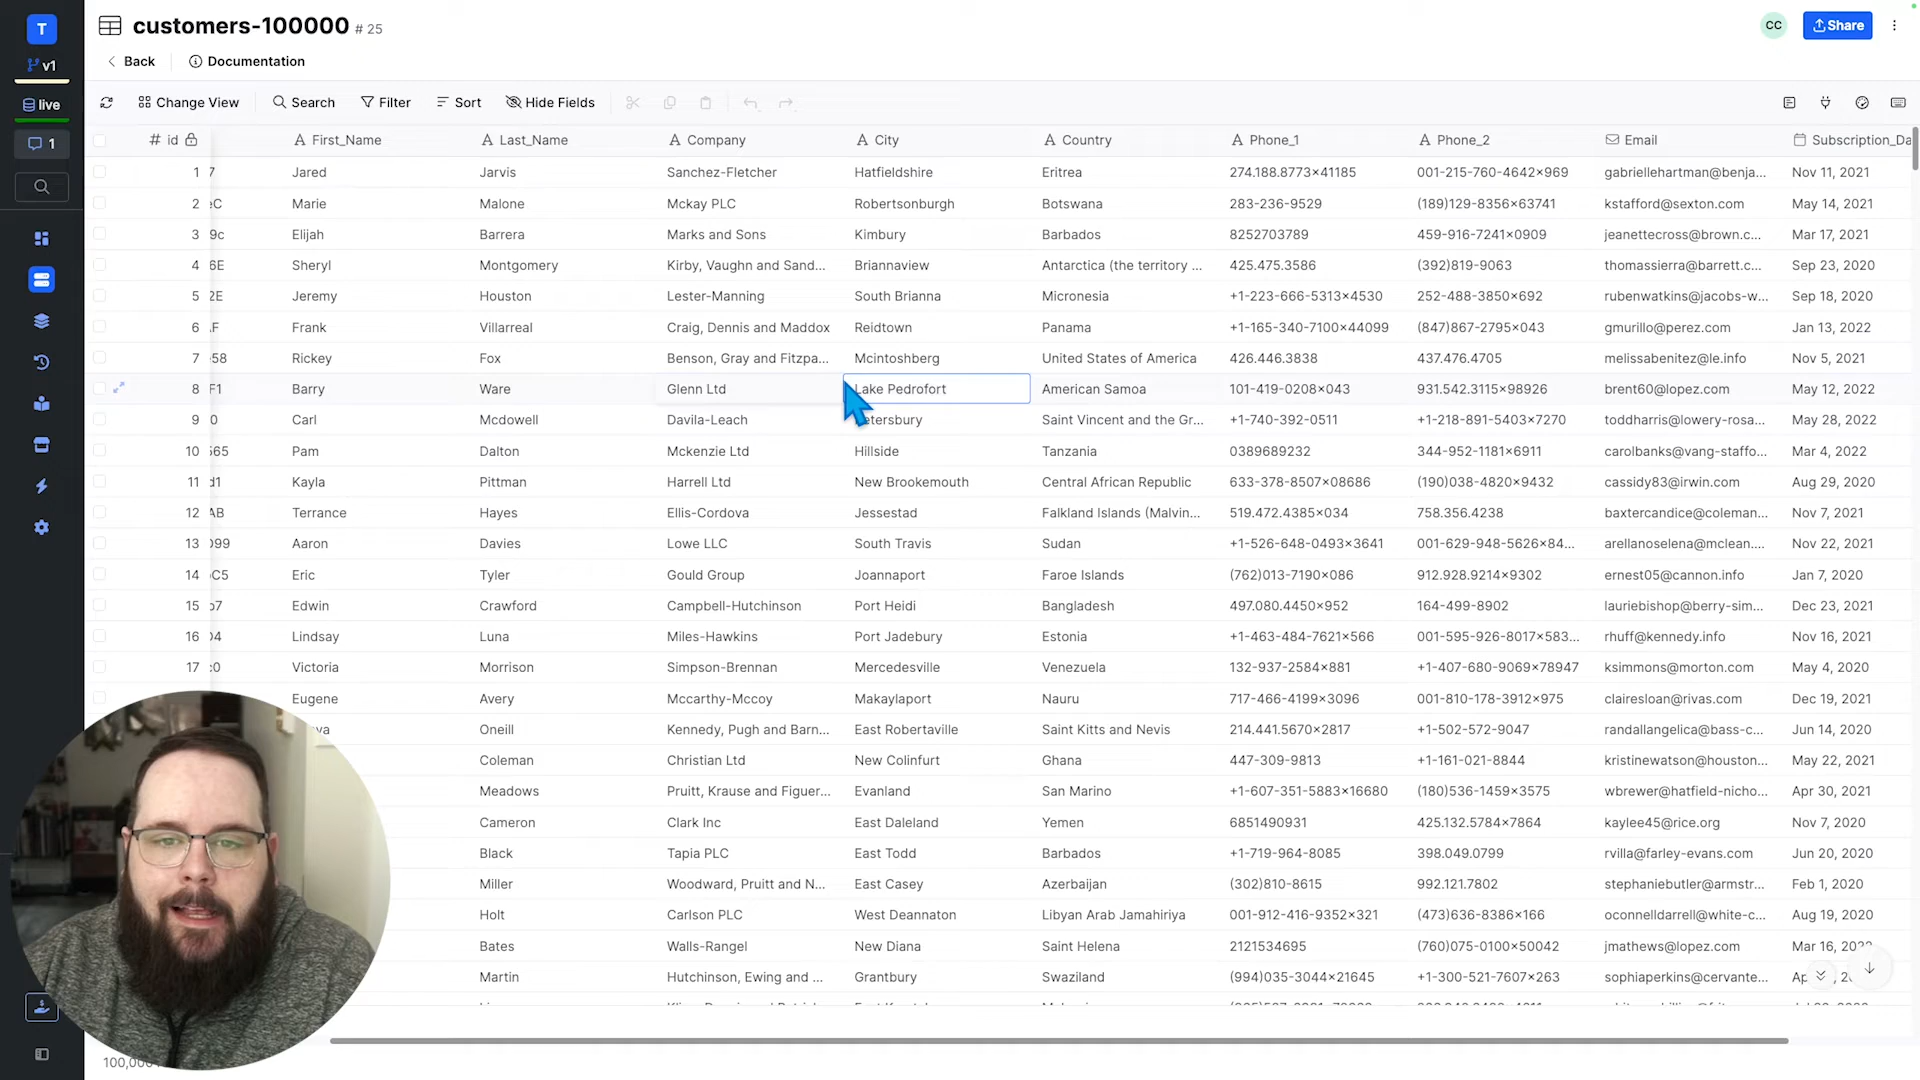 T
customers-100000 # 25
CC
Share
v1
Back
Documentation
live
Change View
Search
Filter
Sort
Hide Fields
1
id First_Name Last_Name Company City Country Phone_1 Phone_2 Email Subscription_Da
1 7 Jared Jarvis Sanchez-Fletcher Hatfieldshire Eritrea 274.188.8773x41185 001-215-760-4642x969 gabriellehartman@benja... Nov 11, 2021
2 eC Marie Malone Mckay PLC Robertsonburgh Botswana 283-236-9529 (189)129-8356x63741 kstafford@sexton.com May 14, 2021
3 9c Elijah Barrera Marks and Sons Kimbury Barbados 8252703789 459-916-7241x0909 jeanettecross@brown.c... Mar 17, 2021
4 6E Sheryl Montgomery Kirby, Vaughn and Sand... Briannaview Antarctica (the territory ... 425.475.3586 (392)819-9063 thomassierra@barrett.c... Sep 23, 2020
5 2E Jeremy Houston Lester-Manning South Brianna Micronesia +1-223-666-5313x4530 252-488-3850x692 rubenwatkins@jacobs-w... Sep 18, 2020
6 F Frank Villarreal Craig, Dennis and Maddox Reidtown Panama +1-165-340-7100x44099 (847)867-2795x043 gmurillo@perez.com Jan 13, 2022
7 58 Rickey Fox Benson, Gray and Fitzpa... Mcintoshberg United States of America 426.446.3838 437.476.4705 melissabenitez@le.info Nov 5, 2021
8 F1 Barry Ware Glenn Ltd Lake Pedrofort American Samoa 101-419-0208x043 931.542.3115x98926 brent60@lopez.com May 12, 2022
9 0 Carl Mcdowell Davila-Leach etersbury Saint Vincent and the Gr... +1-740-392-0511 +1-218-891-5403x7270 toddharris@lowery-rosa... May 28, 2022
10 565 Pam Dalton Mckenzie Ltd Hillside Tanzania 0389689232 344-952-1181x6911 carolbanks@vang-staffo... Mar 4, 2022
11 d1 Kayla Pittman Harrell Ltd New Brookemouth Central African Republic 633-378-8507x08686 (190)038-4820x9432 cassidy83@irwin.com Aug 29, 2020
12 AB Terrance Hayes Ellis-Cordova Jessestad Falkland Islands (Malvin... 519.472.4385x034 758.356.4238 baxtercandice@coleman... Nov 7, 2021
13 099 Aaron Davies Lowe LLC South Travis Sudan +1-526-648-0493x3641 001-629-948-5626x84... arellanoselena@mclean.... Nov 22, 2021
14 C5 Eric Tyler Gould Group Joannaport Faroe Islands (762)013-7190x086 912.928.9214x9302 ernest05@cannon.info Jan 7, 2020
15 b7 Edwin Crawford Campbell-Hutchinson Port Heidi Bangladesh 497.080.4450x952 164-499-8902 lauriebishop@berry-sim... Dec 23, 2021
16 04 Lindsay Luna Miles-Hawkins Port Jadebury Estonia +1-463-484-7621x566 001-595-926-8017x583... rhuff@kennedy.info Nov 16, 2021
17 c0 Victoria Morrison Simpson-Brennan Mercedesville Venezuela 132-937-2584x881 +1-407-680-9069x78947 ksimmons@morton.com May 4, 2020
Eugene Avery Mccarthy-Mccoy Makaylaport Nauru 717-466-4199x3096 001-810-178-3912x975 clairesloan@rivas.com Dec 19, 2021
Oneill Kennedy, Pugh and Barn... East Robertaville Saint Kitts and Nevis 214.441.5670x2817 +1-502-572-9047 randallangelica@bass-c... Jun 14, 2020
Coleman Christian Ltd New Colinfurt Ghana 447-309-9813 +1-161-021-8844 kristinewatson@houston... May 22, 2021
Meadows Pruitt, Krause and Figuer... Evanland San Marino +1-607-351-5883x16680 (180)536-1459x3575 wbrewer@hatfield-nicho... Apr 30, 2021
Cameron Clark Inc East Daleland Yemen 6851490931 425.132.5784x7864 kaylee45@rice.org Nov 7, 2020
Black Tapia PLC East Todd Barbados +1-719-964-8085 398.049.0799 rvilla@farley-evans.com Jun 20, 2020
Miller Woodward, Pruitt and N... East Casey Azerbaijan (302)810-8615 992.121.7802 stephaniebutler@armstr... Feb 1, 2020
Holt Carlson PLC West Deannaton Libyan Arab Jamahiriya 001-912-416-9352x321 (473)636-8386x166 oconnelldarrell@white-c... Aug 19, 2020
Bates Walls-Rangel New Diana Saint Helena 2121534695 (760)075-0100x50042 jmathews@lopez.com Mar 16,
Martin Hutchinson, Ewing and ... Grantbury Swaziland (994)035-3044x21645 +1-300-521-7607x263 sophiaperkins@cervante...
100,000